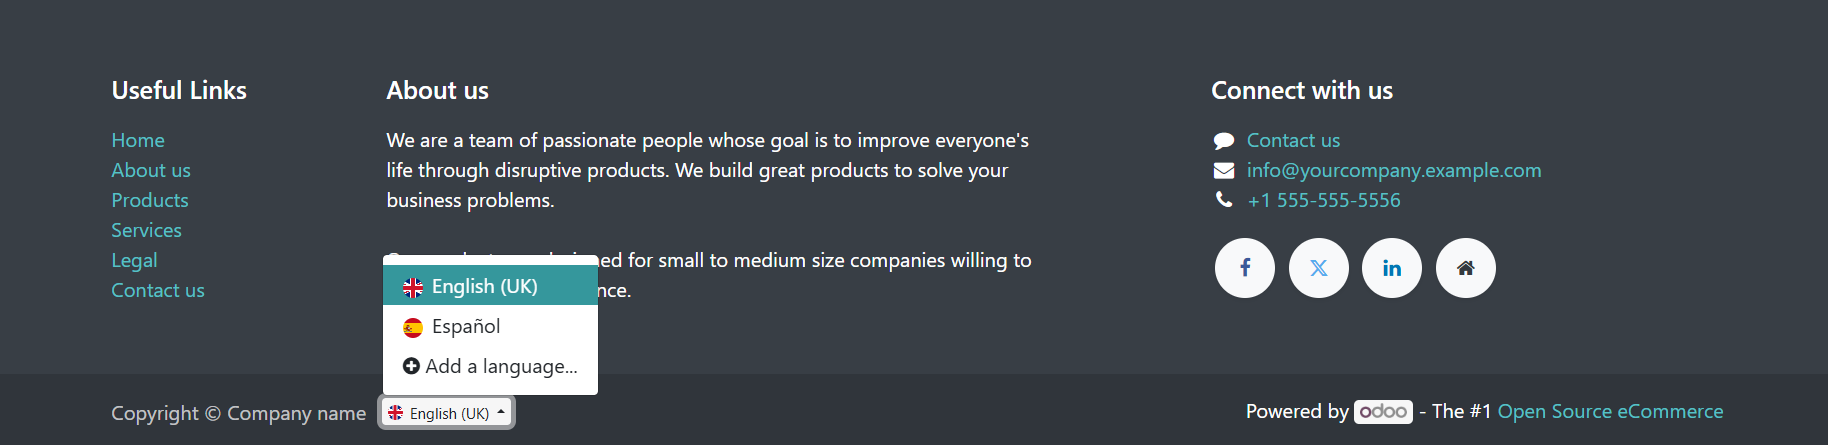 Useful Links
Home
About us
Products
Services
Legal
Contact us
About us
We are a team of passionate people whose goal is to improve everyone's
life through disruptive products. We build great products to solve your
business problems.
for small to medium size companies willing to
English (UK)
Español
Add a language...
Connect with us
Contact us
info@yourcompany.example.com
+1 555-555-5556
Copyright © Company name
English (UK)
Powered by odoo - The #1 Open Source eCommerce